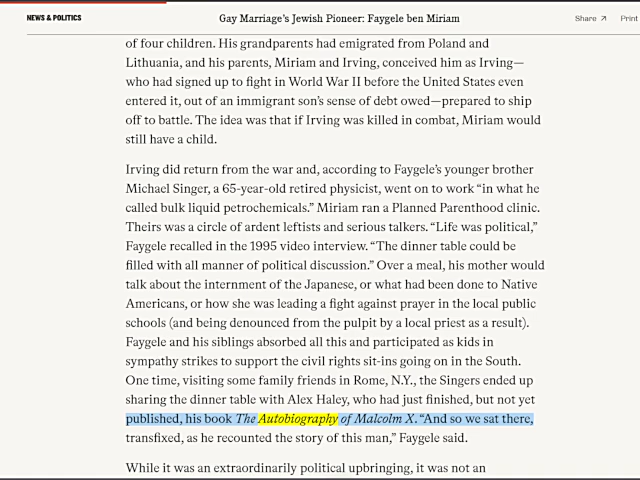 NEWS & POLITICS
Gay Marriage's Jewish Pioneer: Faygele ben Miriam
Share ↗ Print
of four children. His grandparents had emigrated from Poland and
Lithuania, and his parents, Miriam and Irving, conceived him as Irving—
who had signed up to fight in World War II before the United States even
entered it, out of an immigrant son's sense of debt owed—prepared to ship
off to battle. The idea was that if Irving was killed in combat, Miriam would
still have a child.
Irving did return from the war and, according to Faygele's younger brother
Michael Singer, a 65-year-old retired physicist, went on to work “in what he
called bulk liquid petrochemicals.” Miriam ran a Planned Parenthood clinic.
Theirs was a circle of ardent leftists and serious talkers. “Life was political,”
Faygele recalled in the 1995 video interview. “The dinner table could be
filled with all manner of political discussion.” Over a meal, his mother would
talk about the internment of the Japanese, or what had been done to Native
Americans, or how she was leading a fight against prayer in the local public
schools (and being denounced from the pulpit by a local priest as a result).
Faygele and his siblings absorbed all this and participated as kids in
sympathy strikes to support the civil rights sit-ins going on in the South.
One time, visiting some family friends in Rome, N.Y., the Singers ended up
sharing the dinner table with Alex Haley, who had just finished, but not yet
published, his book The Autobiography of Malcolm X. “And so we sat there,
transfixed, as he recounted the story of this man,” Faygele said.
While it was an extraordinarily political upbringing, it was not an